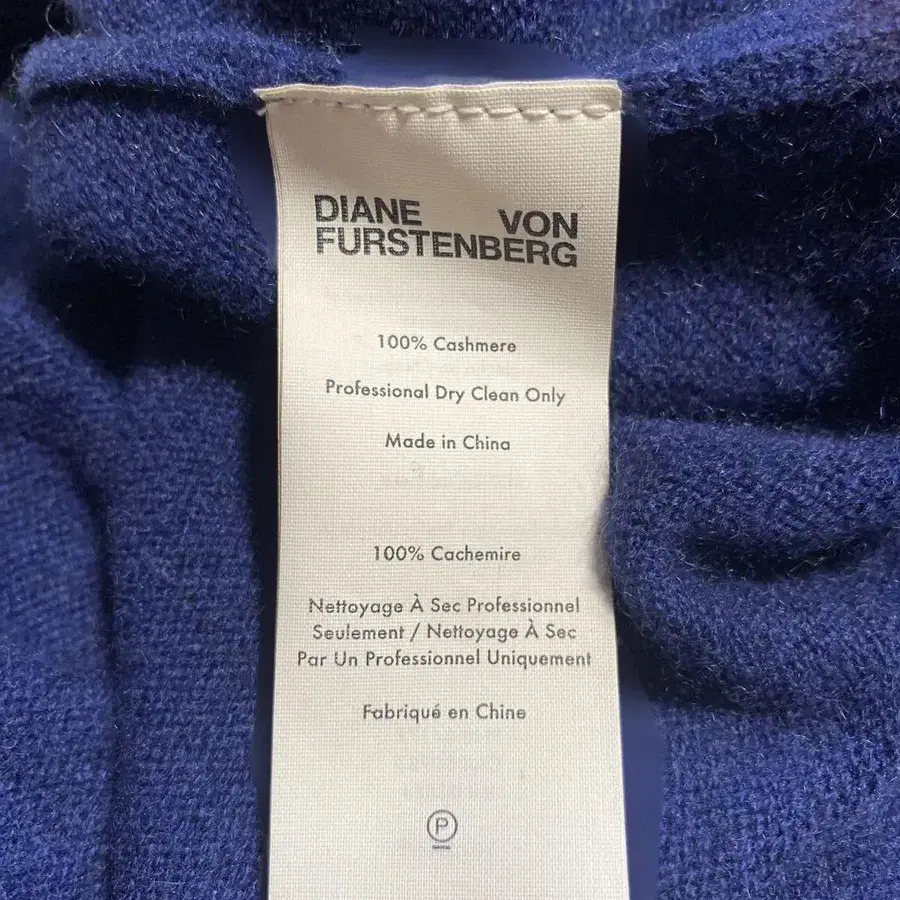 DIANE VON
FURSTENBERG
100% Cashmere
Professional Dry Clean Only
Made in China
100% Cachemire
Nettoyage À Sec Professionnel
Seulement / Nettoyage À Sec
Par Un Professionnel Uniquement
Fabriqué en Chine
P